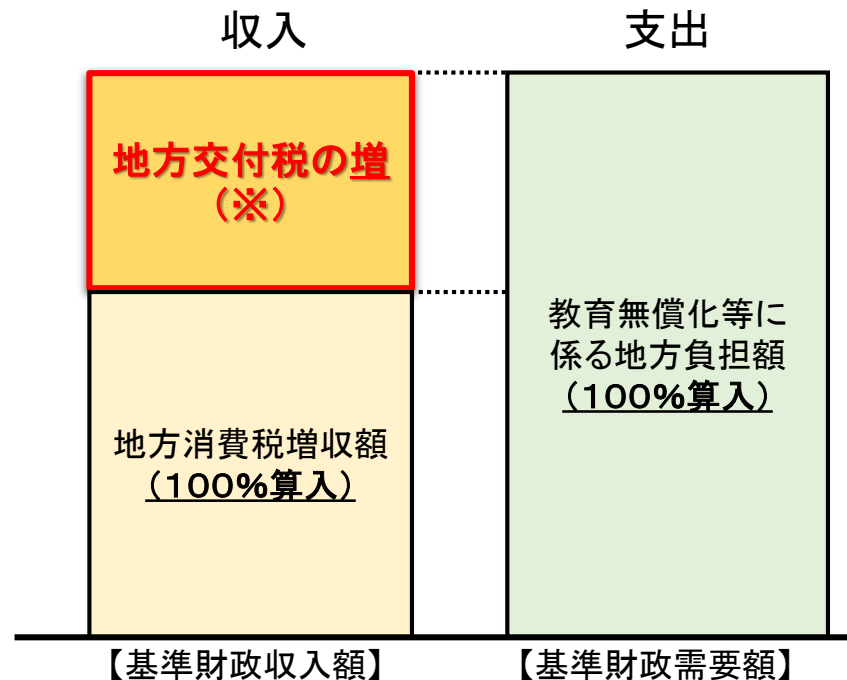 収入
支出
地方交付税の増
(※)
教育無償化等に
係る地方負担額
(100%算入)
地方消費税増収額
(100%算入)
【基準財政収入額】
【基準財政需要額】